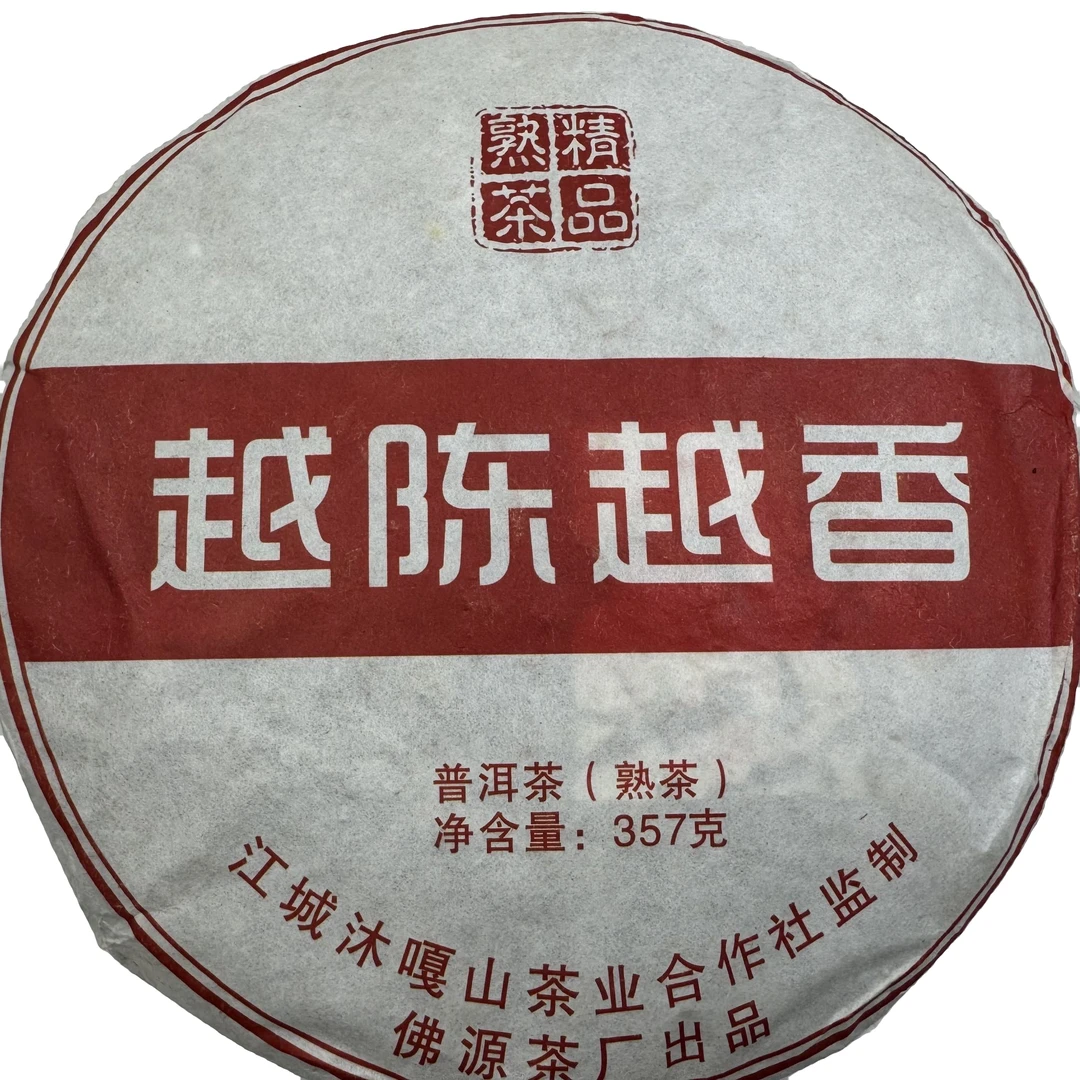 精品
熟茶
越陈越香
普洱茶（熟茶）
净含量：357克
江城沐嘎山茶业合作社监制
佛源茶厂出品